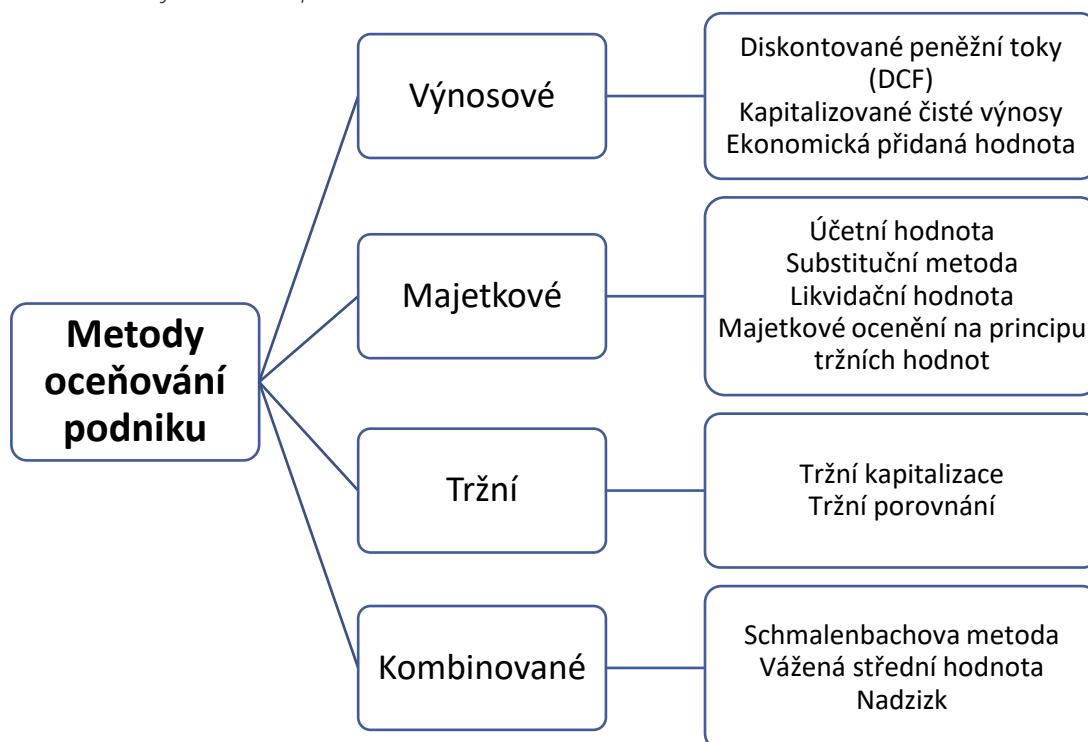 Metody
oceňování
podniku
Výnosové
Diskontované peněžní toky
(DCF)
Kapitalizované čisté výnosy
Ekonomická přidaná hodnota
Majetkové
Účetní hodnota
Substituční metoda
Likvidační hodnota
Majetkové ocenění na principu
tržních hodnot
Tržní
Tržní kapitalizace
Tržní porovnání
Kombinované
Schmalenbachova metoda
Vážená střední hodnota
Nadzizk